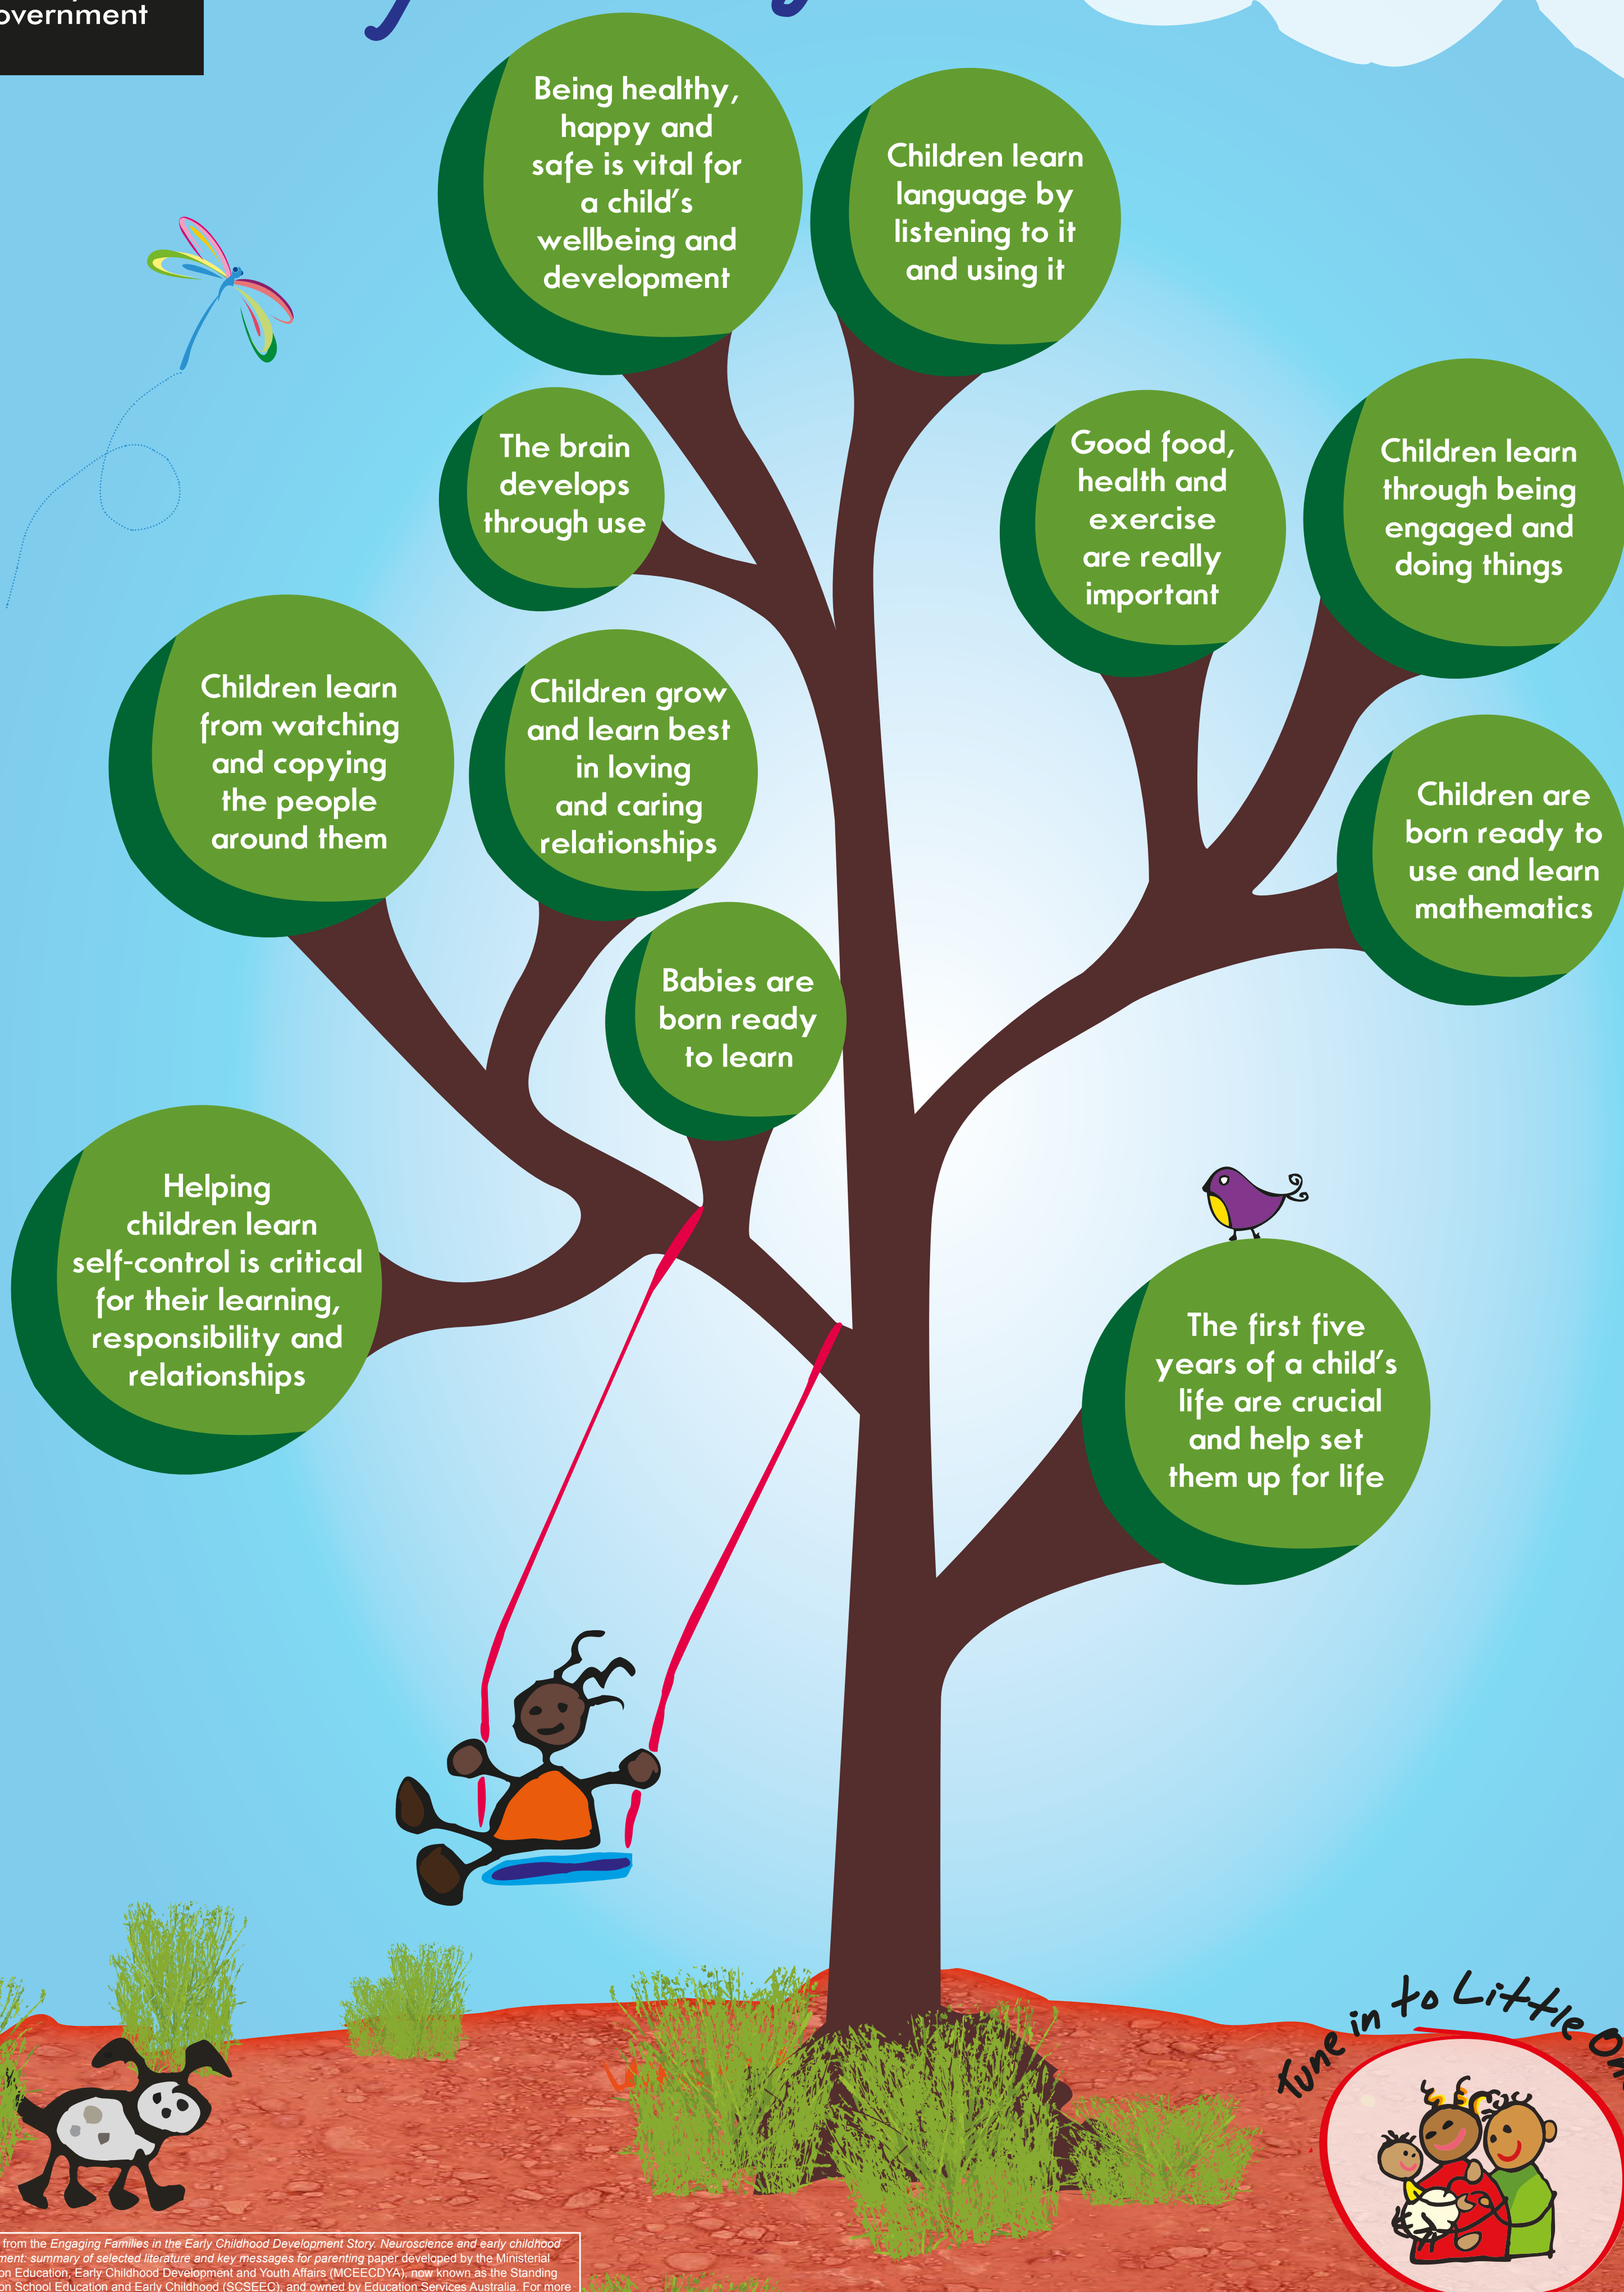 overnment
Being healthy,
happy and
safe is vital for
a child's
wellbeing and
development
Children learn
language by
listening to it
and using it
The brain
develops
through use
Good food,
health and
exercise
are really
important
Children learn
through being
engaged and
doing things
Children learn
from watching
and copying
the people
around them
Children grow
and learn best
in loving
and caring
relationships
Children are
born ready to
use and learn
mathematics
Babies are
born ready
to learn
Helping
children learn
self-control is critical
for their learning,
responsibility and
relationships
The first five
years of a child's
life are crucial
and help set
them up for life
Tune in to Little On
from the Engaging Families in the Early Childhood Development Story. Neuroscience and early childhood
ment: summary of selected literature and key messages for parenting paper developed by the Ministerial
on Education, Early Childhood Development and Youth Affairs (MCEECDYA), now known as the Standing
on School Education and Early Childhood (SCSEEC), and owned by Education Services Australia. For more